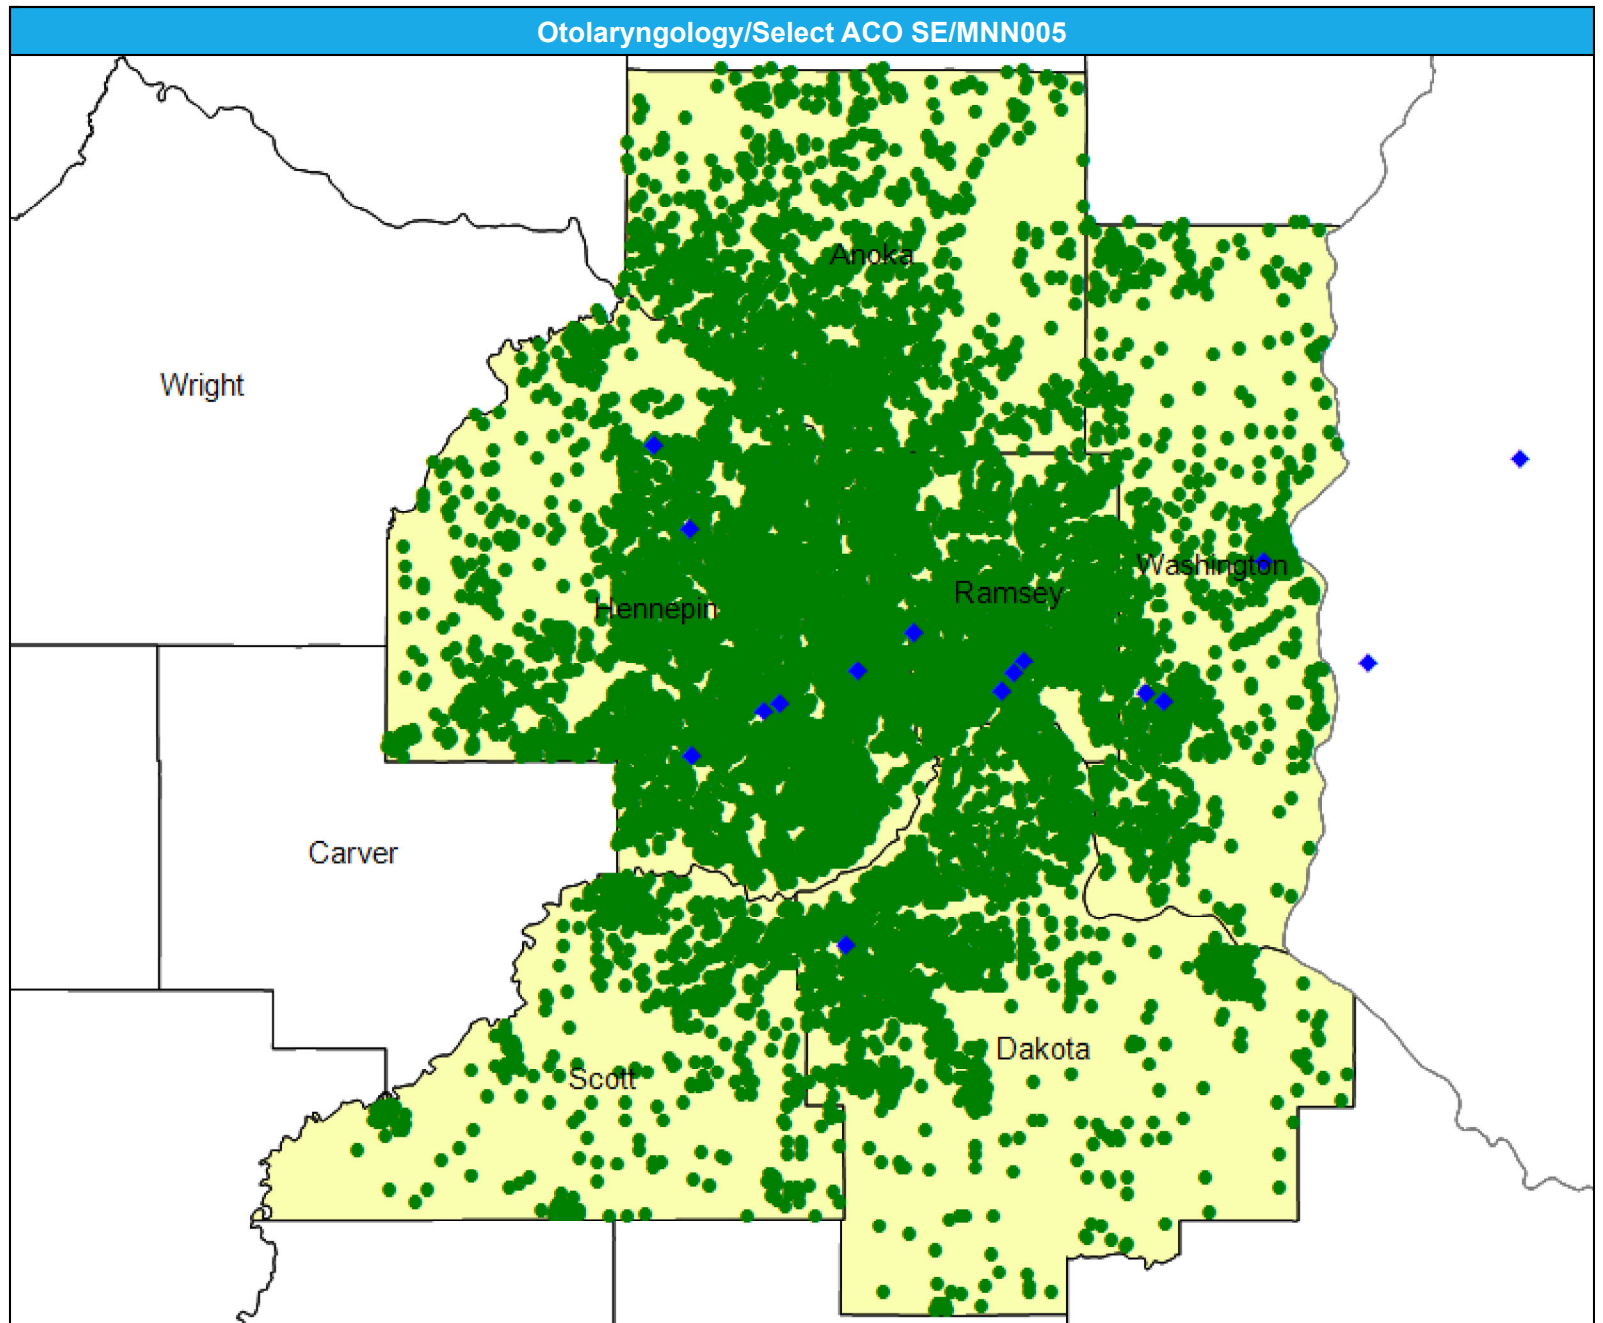 Otolaryngology/Select ACO SE/MNN005
Anoka
Wright
Washington
Ramsey
Hennepin
Carver
Dakota
Scott